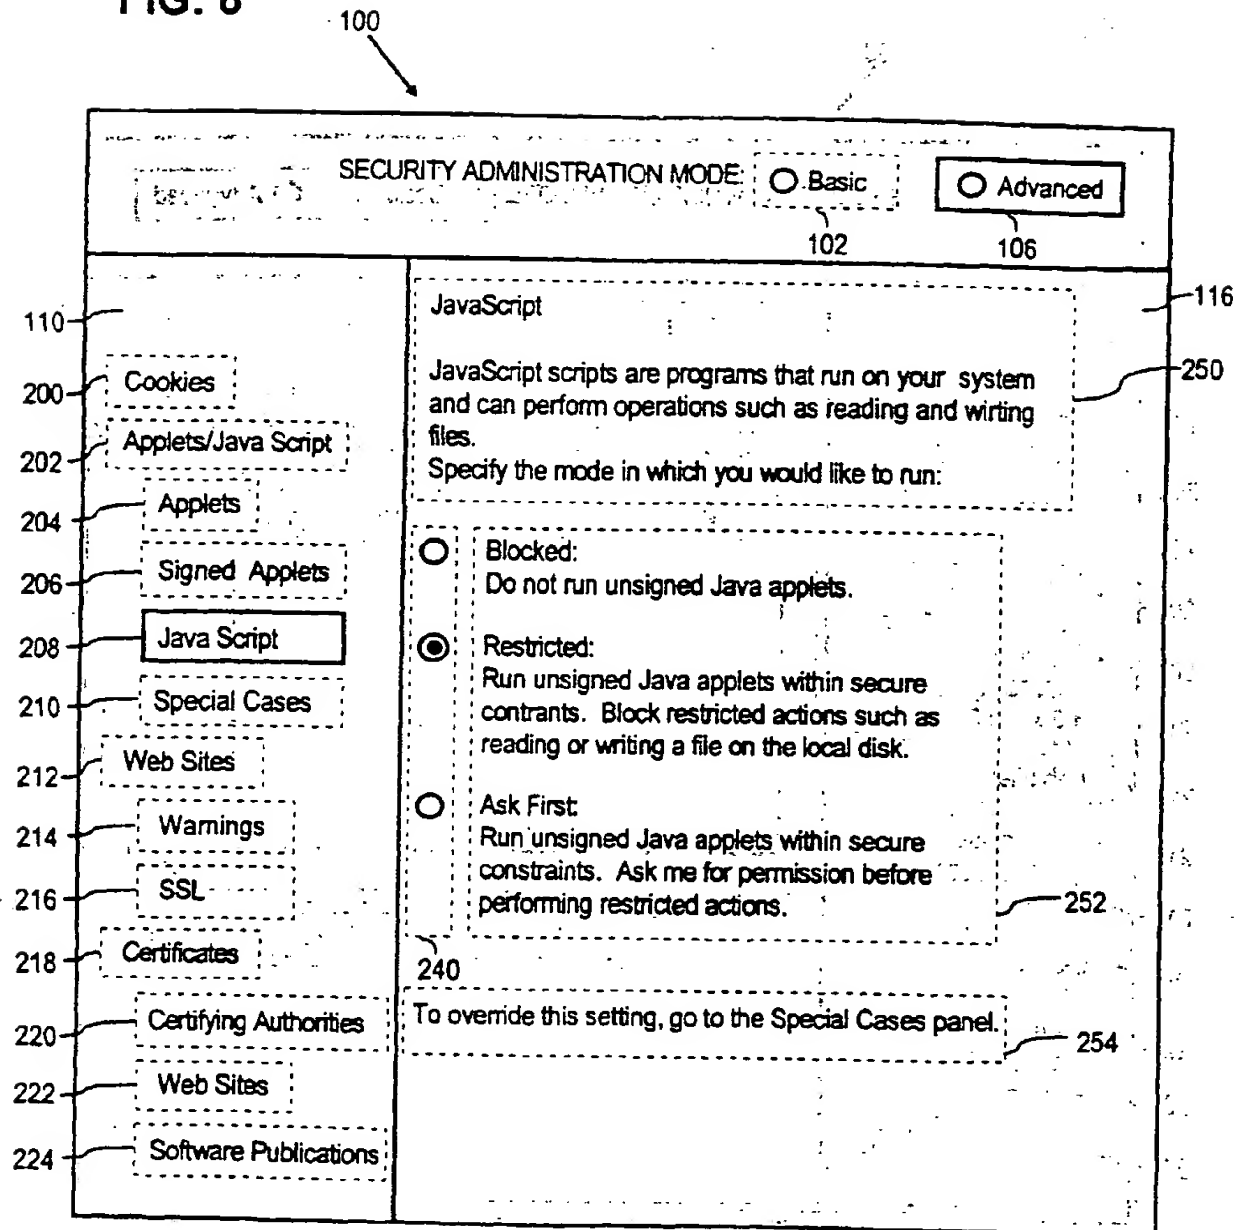 FIG. 8
100
SECURITY ADMINISTRATION MODE: Basic Advanced
102
106
116
110
JavaScript
250
JavaScript scripts are programs that run on your system
and can perform operations such as reading and wirting
files.
Specify the mode in which you would like to run:
200
Cookies
202
Applets/Java Script
204
Applets
206
Signed Applets
208
Java Script
210
Special Cases
212
Web Sites
214
Warnings
216
SSL
218
Certificates
220
Certifying Authorities
222
Web Sites
224
Software Publications
Blocked:
Do not run unsigned Java applets.
Restricted:
Run unsigned Java applets within secure
contrants. Block restricted actions such as
reading or writing a file on the local disk.
Ask First:
Run unsigned Java applets within secure
constraints. Ask me for permission before
performing restricted actions.
252
240
To override this setting, go to the Special Cases panel.
254